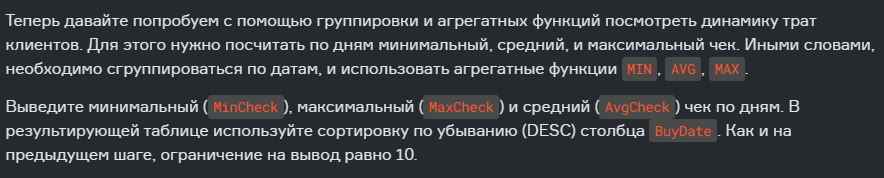 Теперь давайте попробуем с помощью группировки и агрегатных функций посмотреть динамику трат
клиентов. Для этого нужно посчитать по дням минимальный, средний, и максимальный чек. Иными словами,
необходимо сгруппироваться по датам, и использовать агрегатные функции MIN, AVG, MAX.
Выведите минимальный (MinCheck), максимальный (MaxCheck) и средний (AvgCheck) чек по дням. В
результирующей таблице используйте сортировку по убыванию (DESC) столбца BuyDate. Как и на
предыдущем шаге, ограничение на вывод равно 10.